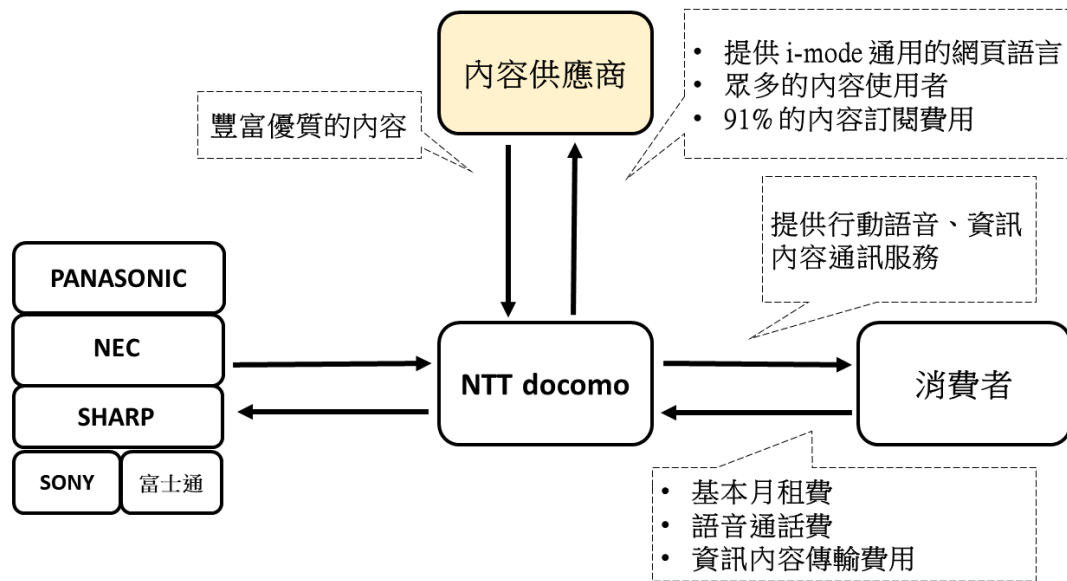 內容供應商
• 提供 i-mode 通用的網頁語言
• 眾多的內容使用者
• 91% 的內容訂閱費用
豐富優質的內容
提供行動語音、資訊
內容通訊服務
PANASONIC
NEC
SHARP
SONY
富士通
NTT docomo
消費者
• 基本月租費
• 語音通話費
• 資訊內容傳輸費用